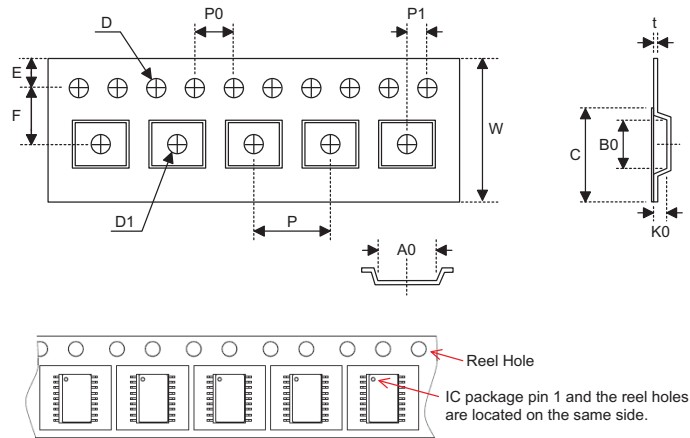 D
P0
P1
t
E
F
W
C
B0
D1
P
K0
A0
Reel Hole
IC package pin 1 and the reel holes
are located on the same side.